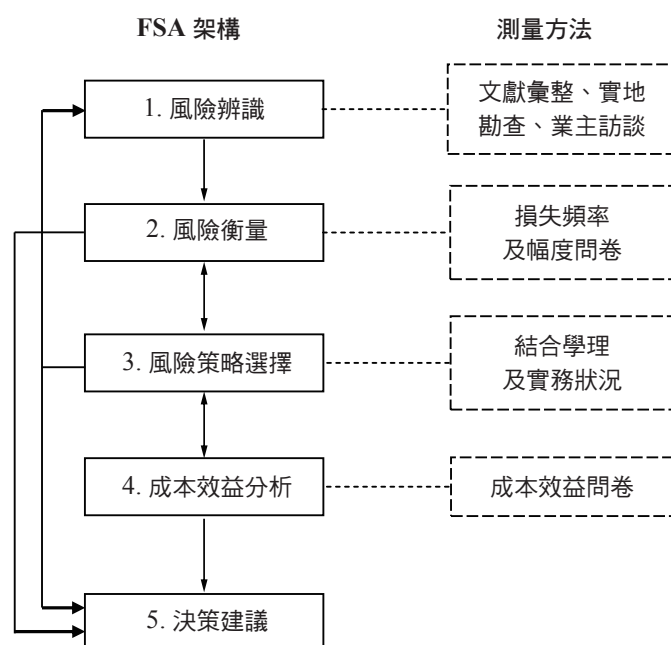 FSA 架構
測量方法
1. 風險辨識
文獻彙整、實地
勘查、業主訪談
2. 風險衡量
損失頻率
及幅度問卷
3. 風險策略選擇
結合學理
及實務狀況
4. 成本效益分析
成本效益問卷
5. 決策建議